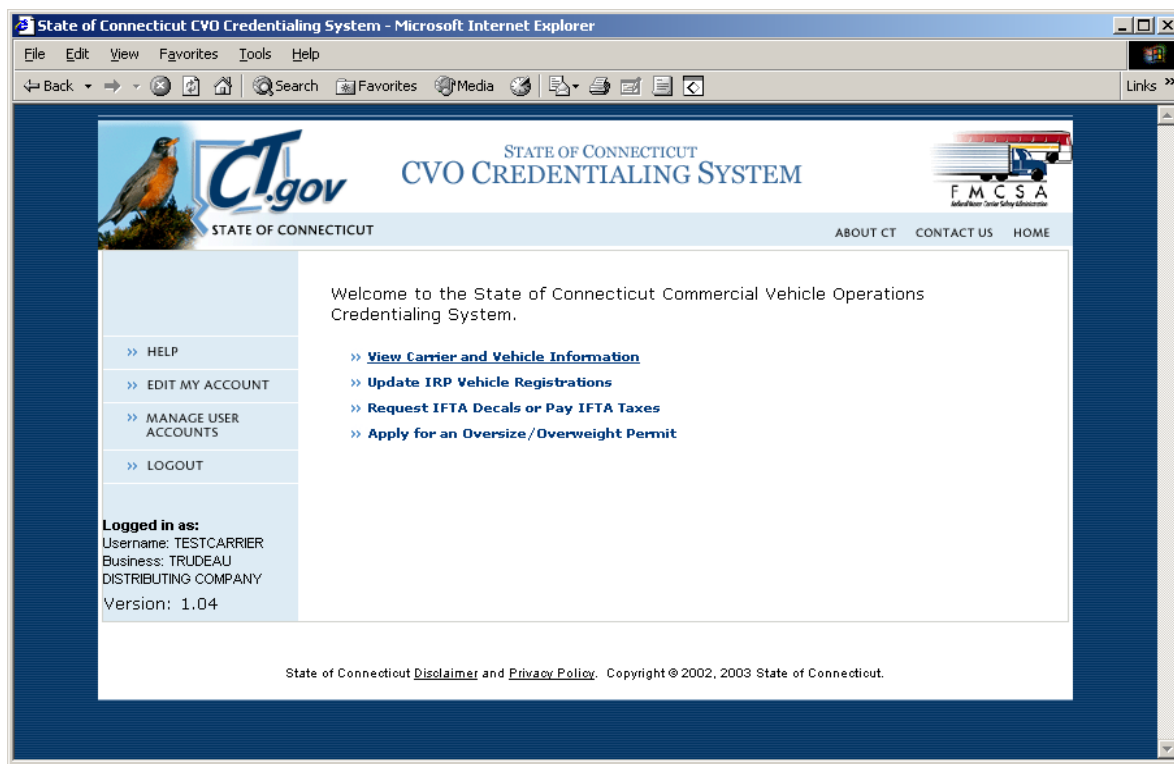 State of Connecticut CVO Credentialing System - Microsoft Internet Explorer
File Edit View Favorites Tools Help
Back Search Favorites Media Links »
CT.gov
STATE OF CONNECTICUT
STATE OF CONNECTICUT
CVO CREDENTIALING SYSTEM
FMCSA
Federal Motor Carrier Safety Administration
ABOUT CT CONTACT US HOME
» HELP
» EDIT MY ACCOUNT
» MANAGE USER
ACCOUNTS
» LOGOUT
Logged in as:
Username: TESTCARRIER
Business: TRUDEAU
DISTRIBUTING COMPANY
Version: 1.04
Welcome to the State of Connecticut Commercial Vehicle Operations
Credentialing System.
» View Carrier and Vehicle Information
» Update IRP Vehicle Registrations
» Request IFTA Decals or Pay IFTA Taxes
» Apply for an Oversize/Overweight Permit
State of Connecticut Disclaimer and Privacy Policy. Copyright © 2002, 2003 State of Connecticut.